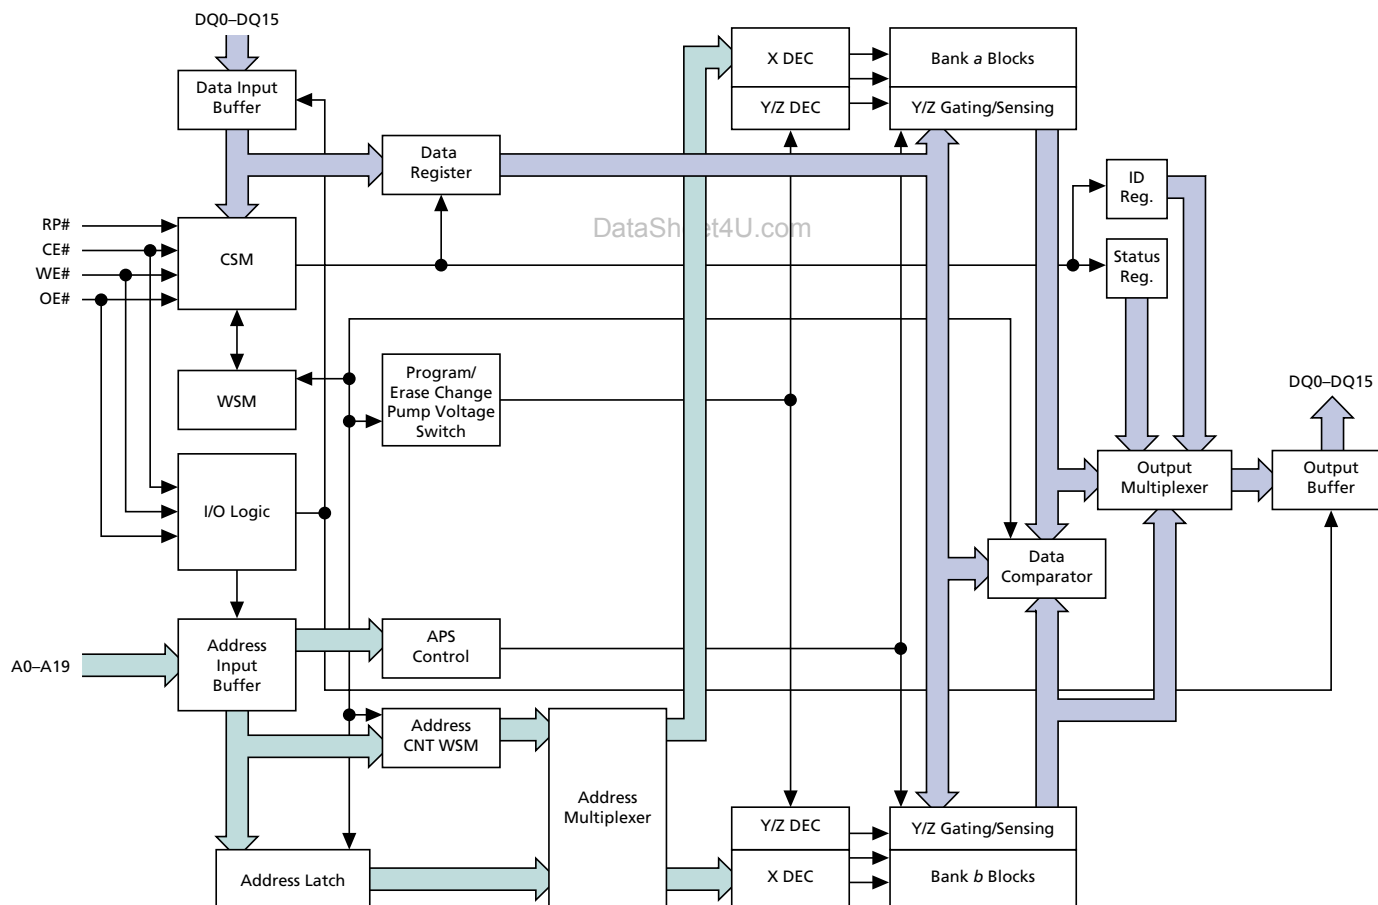 DQ0–DQ15
Data Input
Buffer
RP#
CE#
WE#
OE#
CSM
WSM
I/O Logic
A0–A19
Address
Input
Buffer
Address Latch
Data
Register
Program/
Erase Change
Pump Voltage
Switch
APS
Control
Address
CNT WSM
Address
Multiplexer
X DEC
Y/Z DEC
Bank a Blocks
Y/Z Gating/Sensing
Y/Z DEC
X DEC
Y/Z Gating/Sensing
Bank b Blocks
ID
Reg.
Status
Reg.
Data
Comparator
Output
Multiplexer
DQ0–DQ15
Output
Buffer